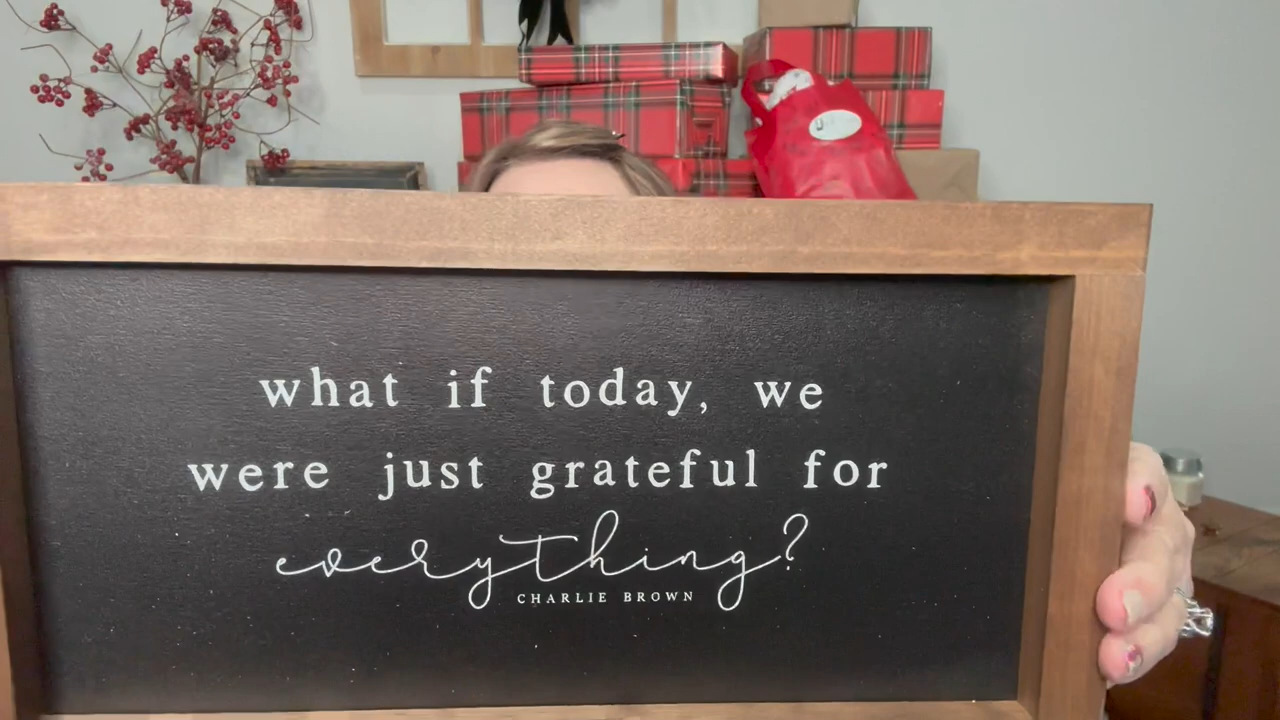 what if today, we
were just grateful for
everything?
CHARLIE BROWN